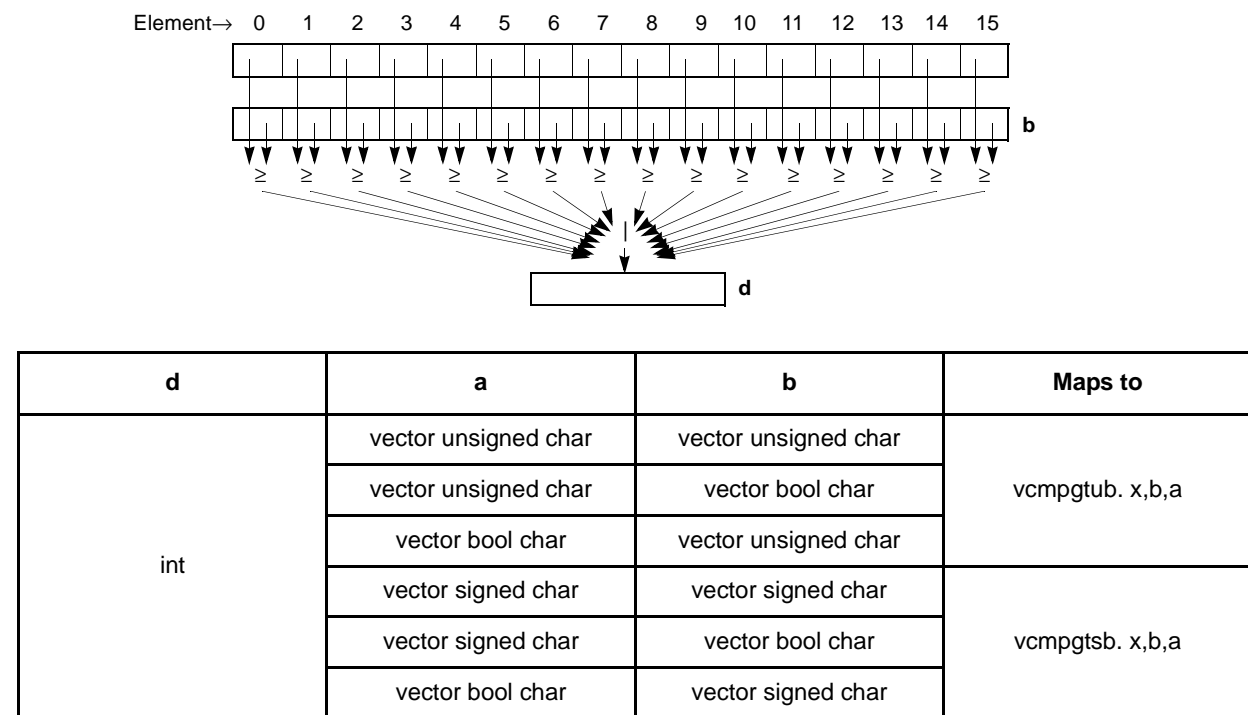 Element→ 0 1 2 3 4 5 6 7 8 9 10 11 12 13 14 15
b
≥ ≥ ≥ ≥ ≥ ≥ ≥ ≥ ≥ ≥ ≥ ≥ ≥ ≥ ≥ ≥
|
d
d a b Maps to
vector unsigned char vector unsigned char
vector unsigned char vector bool char vcmpgtub. x,b,a
vector bool char vector unsigned char
int
vector signed char vector signed char
vector signed char vector bool char vcmpgtsb. x,b,a
vector bool char vector signed char